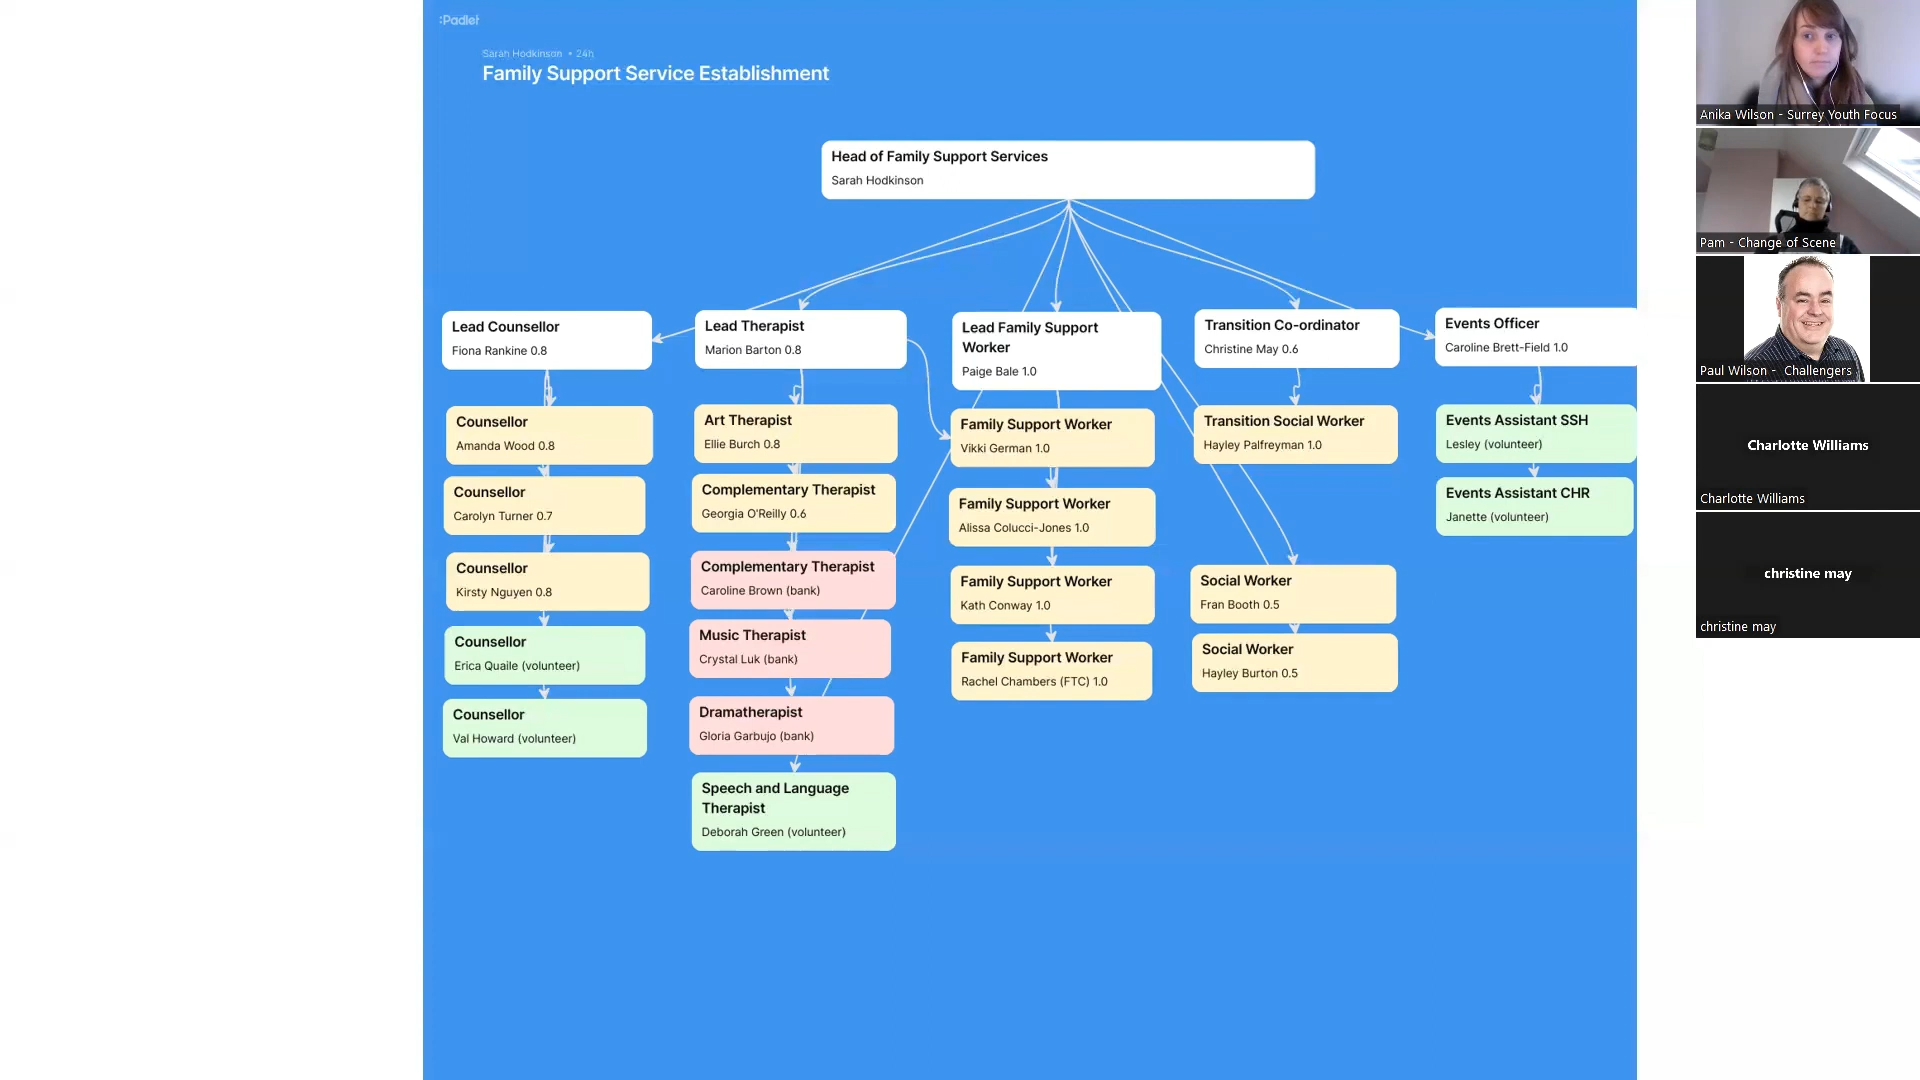 :Padlet
Sarah Hodkinson • 24h
Family Support Service Establishment
Head of Family Support Services
Sarah Hodkinson
Lead Counsellor
Fiona Rankine 0.8
Counsellor
Amanda Wood 0.8
Counsellor
Carolyn Turner 0.7
Counsellor
Kirsty Nguyen 0.8
Counsellor
Erica Quaile (volunteer)
Counsellor
Val Howard (volunteer)
Lead Therapist
Marion Barton 0.8
Art Therapist
Ellie Burch 0.8
Complementary Therapist
Georgia O'Reilly 0.6
Complementary Therapist
Caroline Brown (bank)
Music Therapist
Crystal Luk (bank)
Dramatherapist
Gloria Garbujo (bank)
Speech and Language
Therapist
Deborah Green (volunteer)
Lead Family Support
Worker
Paige Bale 1.0
Family Support Worker
Vikki German 1.0
Family Support Worker
Alissa Colucci-Jones 1.0
Family Support Worker
Kath Conway 1.0
Family Support Worker
Rachel Chambers (FTC) 1.0
Transition Co-ordinator
Christine May 0.6
Transition Social Worker
Hayley Palfreyman 1.0
Social Worker
Fran Booth 0.5
Social Worker
Hayley Burton 0.5
Events Officer
Caroline Brett-Field 1.0
Events Assistant SSH
Lesley (volunteer)
Events Assistant CHR
Janette (volunteer)
Anika Wilson - Surrey Youth Focus
Pam - Change of Scene
Paul Wilson - Challengers
Charlotte Williams
Charlotte Williams
christine may
christine may